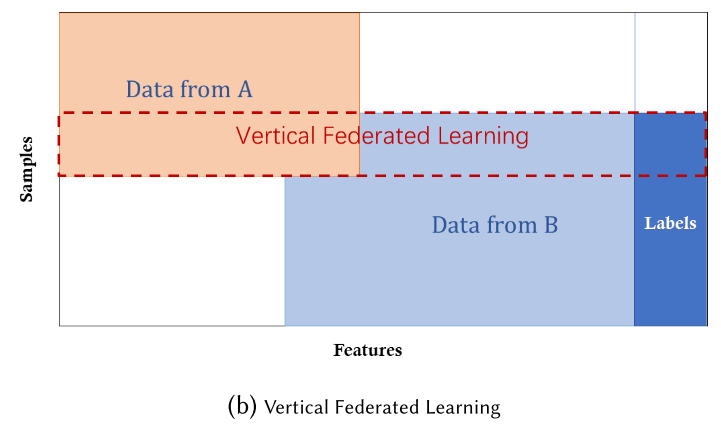 Data from A
Vertical Federated Learning
Samples
Data from B
Labels
Features
(b) Vertical Federated Learning